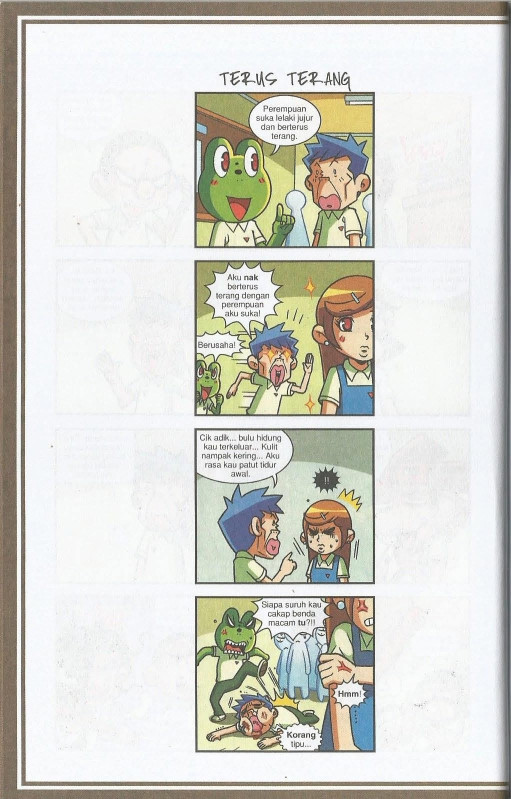 TERUS TERANG
Perempuan
suka lelaki jujur
dan berterus
terang.
Aku nak
berterus
terang dengan
perempuan
aku suka!
Berusaha!
Cik adik... bulu hidung
kau terkeluar... Kulit
nampak kering... Aku
rasa kau patut tidur
awal.
!!
Siapa suruh kau
cakap benda
macam tu?!!
Hmm!
Korang
tipu...